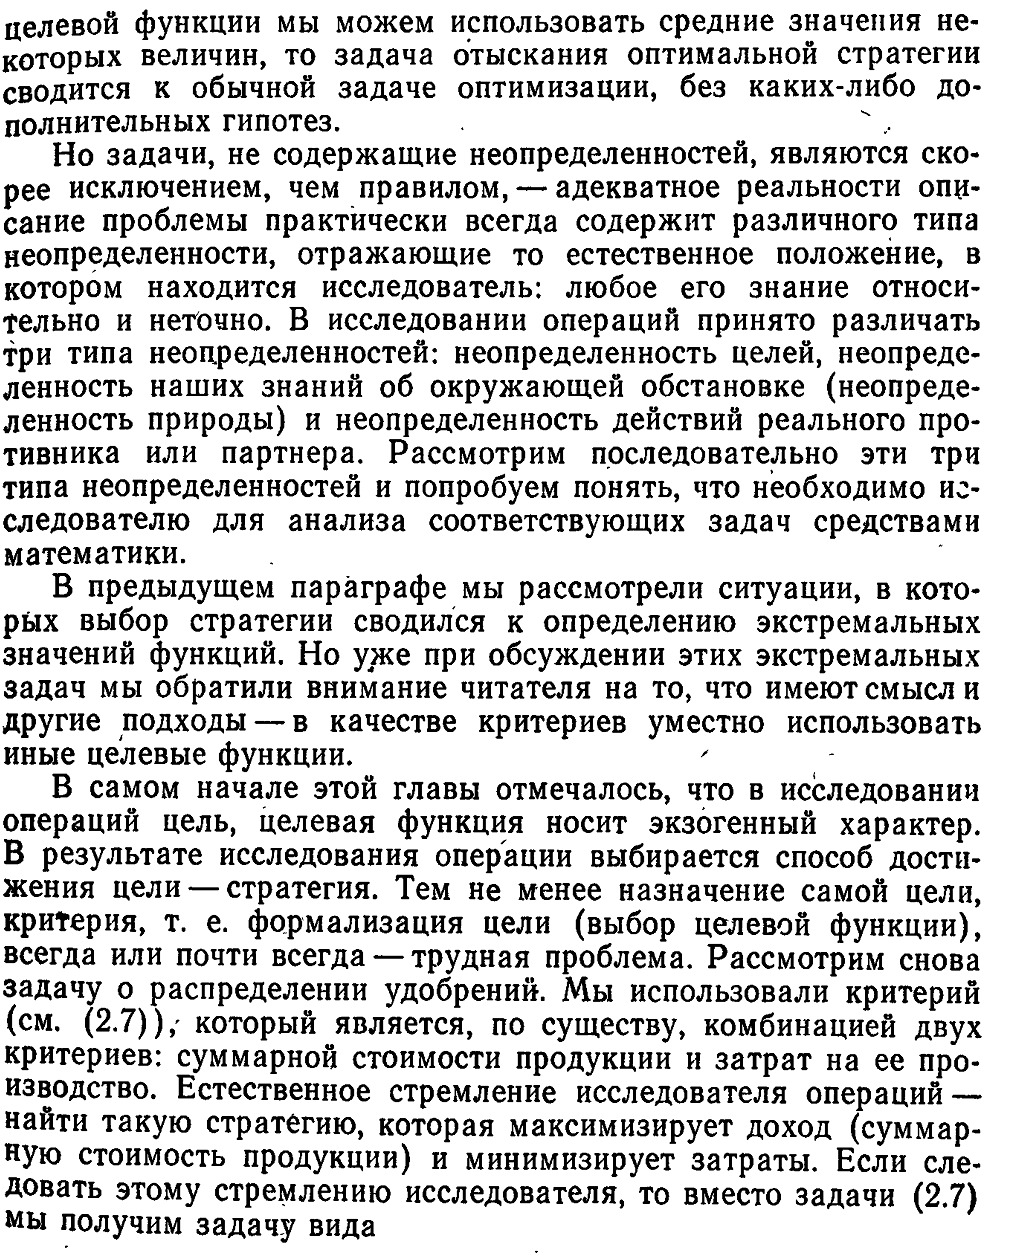 целевой функции мы можем использовать средние значения не-
которых величин, то задача отыскания оптимальной стратегии
сводится к обычной задаче оптимизации, без каких-либо до-
полнительных гипотез.
Но задачи, не содержащие неопределенностей, являются ско-
рее исключением, чем правилом, — адекватное реальности опи-
сание проблемы практически всегда содержит различного типа
неопределенности, отражающие то естественное положение, в
котором находится исследователь: любое его знание относи-
тельно и неточно. В исследовании операций принято различать
три типа неопределенностей: неопределенность целей, неопреде-
ленность наших знаний об окружающей обстановке (неопреде-
ленность природы) и неопределенность действий реального про-
тивника или партнера. Рассмотрим последовательно эти три
типа неопределенностей и попробуем понять, что необходимо ис-
следователю для анализа соответствующих задач средствами
математики.
В предыдущем параграфе мы рассмотрели ситуации, в кото-
рых выбор стратегии сводился к определению экстремальных
значений функций. Но уже при обсуждении этих экстремальных
задач мы обратили внимание читателя на то, что имеют смысл и
другие подходы — в качестве критериев уместно использовать
иные целевые функции.
В самом начале этой главы отмечалось, что в исследовании
операций цель, целевая функция носит экзогенный характер.
В результате исследования операции выбирается способ дости-
жения цели — стратегия. Тем не менее назначение самой цели,
критерия, т. е. формализация цели (выбор целевой функции),
всегда или почти всегда — трудная проблема. Рассмотрим снова
задачу о распределении удобрений. Мы использовали критерий
(см. (2.7)), который является, по существу, комбинацией двух
критериев: суммарной стоимости продукции и затрат на ее про-
изводство. Естественное стремление исследователя операций —
найти такую стратегию, которая максимизирует доход (суммар-
ную стоимость продукции) и минимизирует затраты. Если сле-
довать этому стремлению исследователя, то вместо задачи (2.7)
мы получим задачу вида